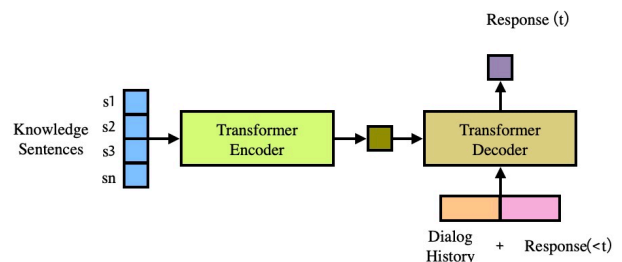 Response (t)
s1
s2
s3
sn
Knowledge
Sentences
Transformer
Encoder
Transformer
Decoder
Dialog
History
+
Response(<t)